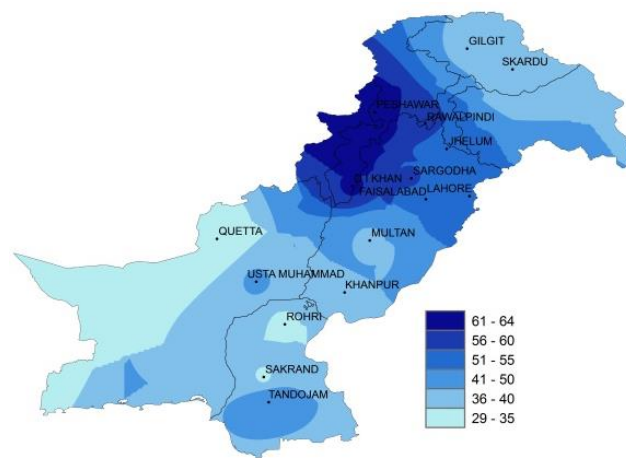 GILGIT
SKARDU
PESHAWAR
RAWALPINDI
JHELUM
SARGODHA
D I KHAN
FAISALABAD
LAHORE
QUETTA
MULTAN
USTA MUHAMMAD
KHANPUR
ROHRI
SAKRAND
TANDOJAM
61 - 64
56 - 60
51 - 55
41 - 50
36 - 40
29 - 35